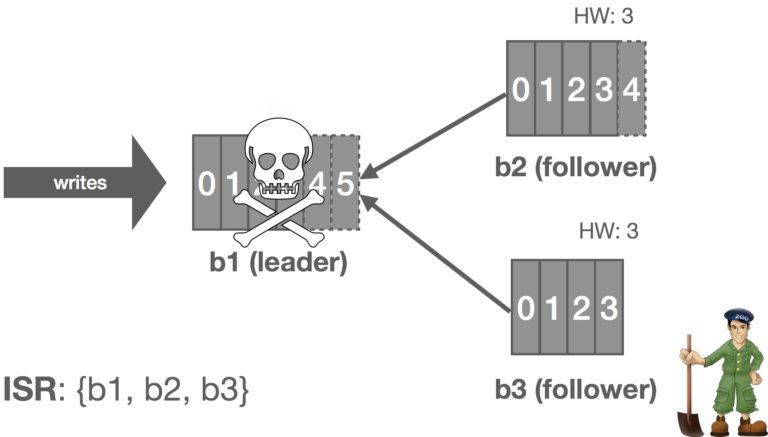 HW: 3
0 1 2 3 4
b2 (follower)
writes
0 1 4 5
b1 (leader)
HW: 3
0 1 2 3
b3 (follower)
ISR: {b1, b2, b3}
ZOO